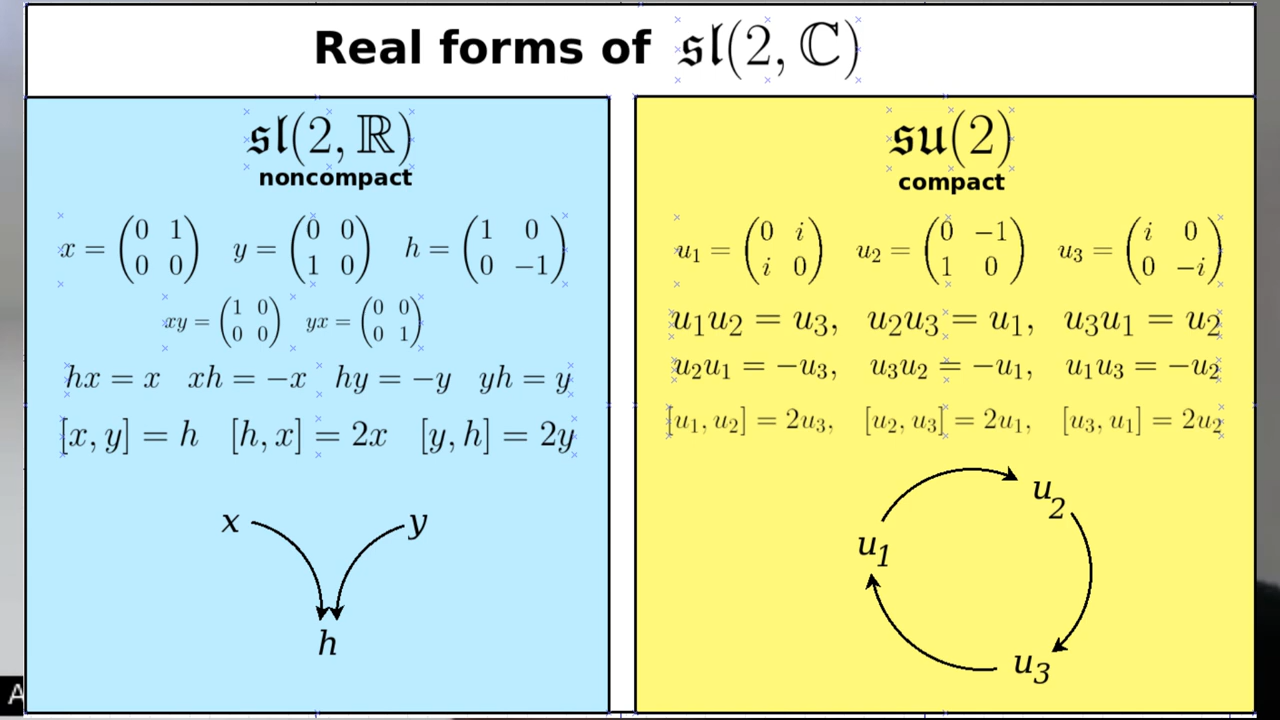 Real forms of 𝔰𝔩(2, ℂ)
𝔰𝔩(2, ℝ)
noncompact
x = (0 1; 0 0) y = (0 0; 1 0) h = (1 0; 0 −1)
xy = (1 0; 0 0) yx = (0 0; 0 1)
hx = x xh = −x hy = −y yh = y
[x, y] = h [h, x] = 2x [y, h] = 2y
x y
h
𝔰𝔲(2)
compact
u₁ = (0 i; i 0) u₂ = (0 −1; 1 0) u₃ = (i 0; 0 −i)
u₁u₂ = u₃, u₂u₃ = u₁, u₃u₁ = u₂
u₂u₁ = −u₃, u₃u₂ = −u₁, u₁u₃ = −u₂
[u₁, u₂] = 2u₃, [u₂, u₃] = 2u₁, [u₃, u₁] = 2u₂
u₂
u₁
u₃
A